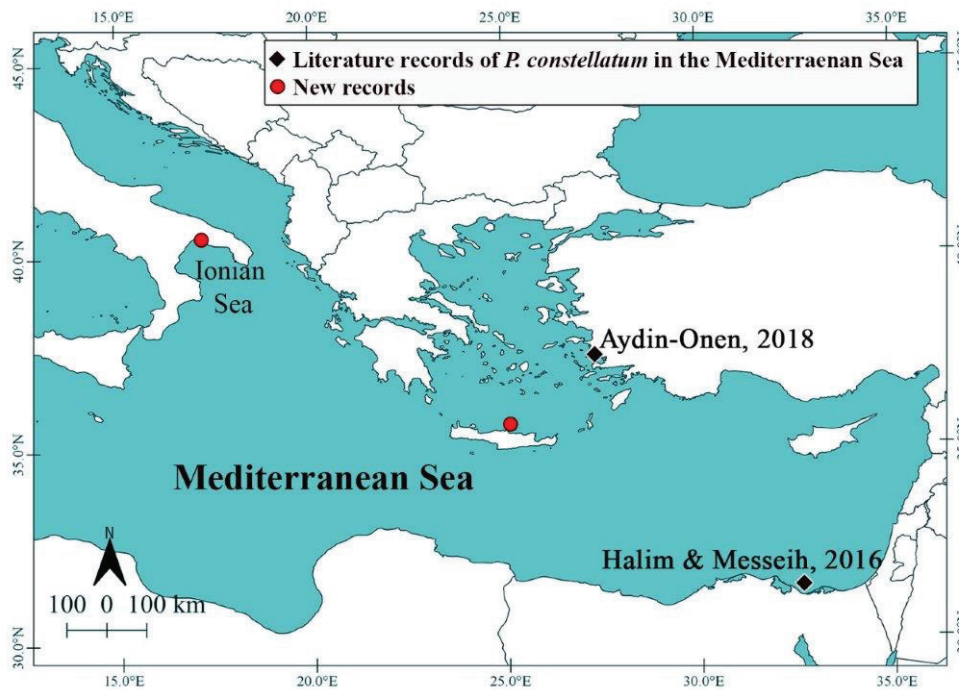 15.0°E 20.0°E 25.0°E 30.0°E 35.0°E
Literature records of P. constellatum in the Mediterraenan Sea
New records
45.0°N
40.0°N
Ionian
Sea
Aydin-Onen, 2018
35.0°N
Mediterranean Sea
N
Halim & Messeih, 2016
100 0 100 km
30.0°N
15.0°E 20.0°E 25.0°E 30.0°E 35.0°E